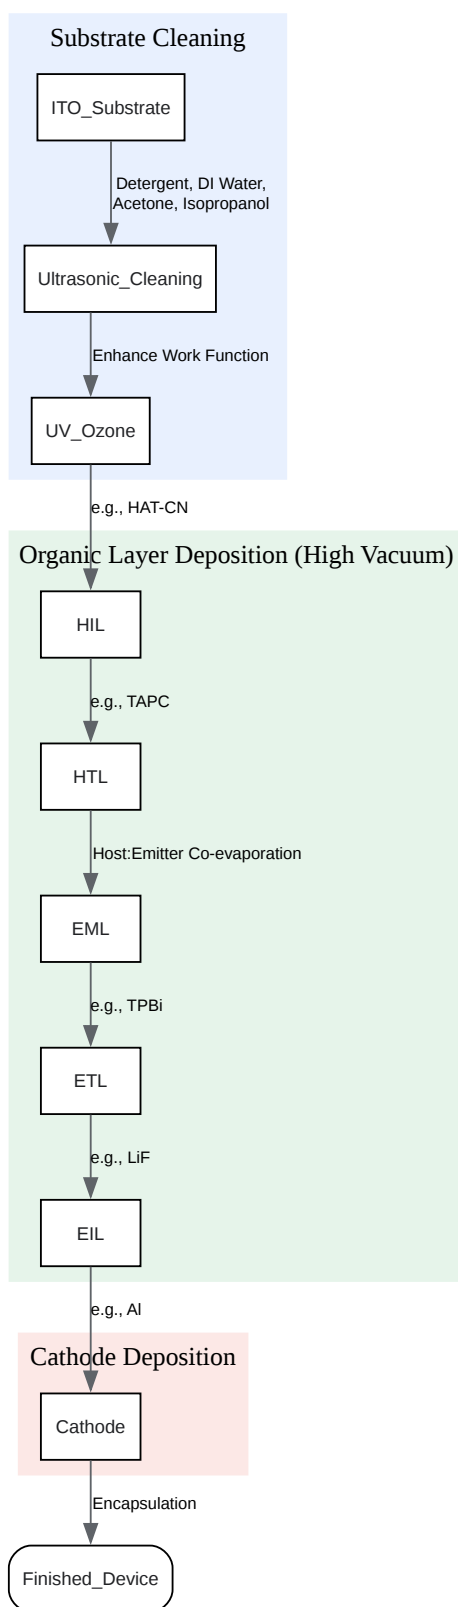 Substrate Cleaning
ITO_Substrate
Detergent, DI Water,
Acetone, Isopropanol
Ultrasonic_Cleaning
Enhance Work Function
UV_Ozone
e.g., HAT-CN
Organic Layer Deposition (High Vacuum)
HIL
e.g., TAPC
HTL
Host:Emitter Co-evaporation
EML
e.g., TPBi
ETL
e.g., LiF
EIL
e.g., Al
Cathode Deposition
Cathode
Encapsulation
Finished_Device